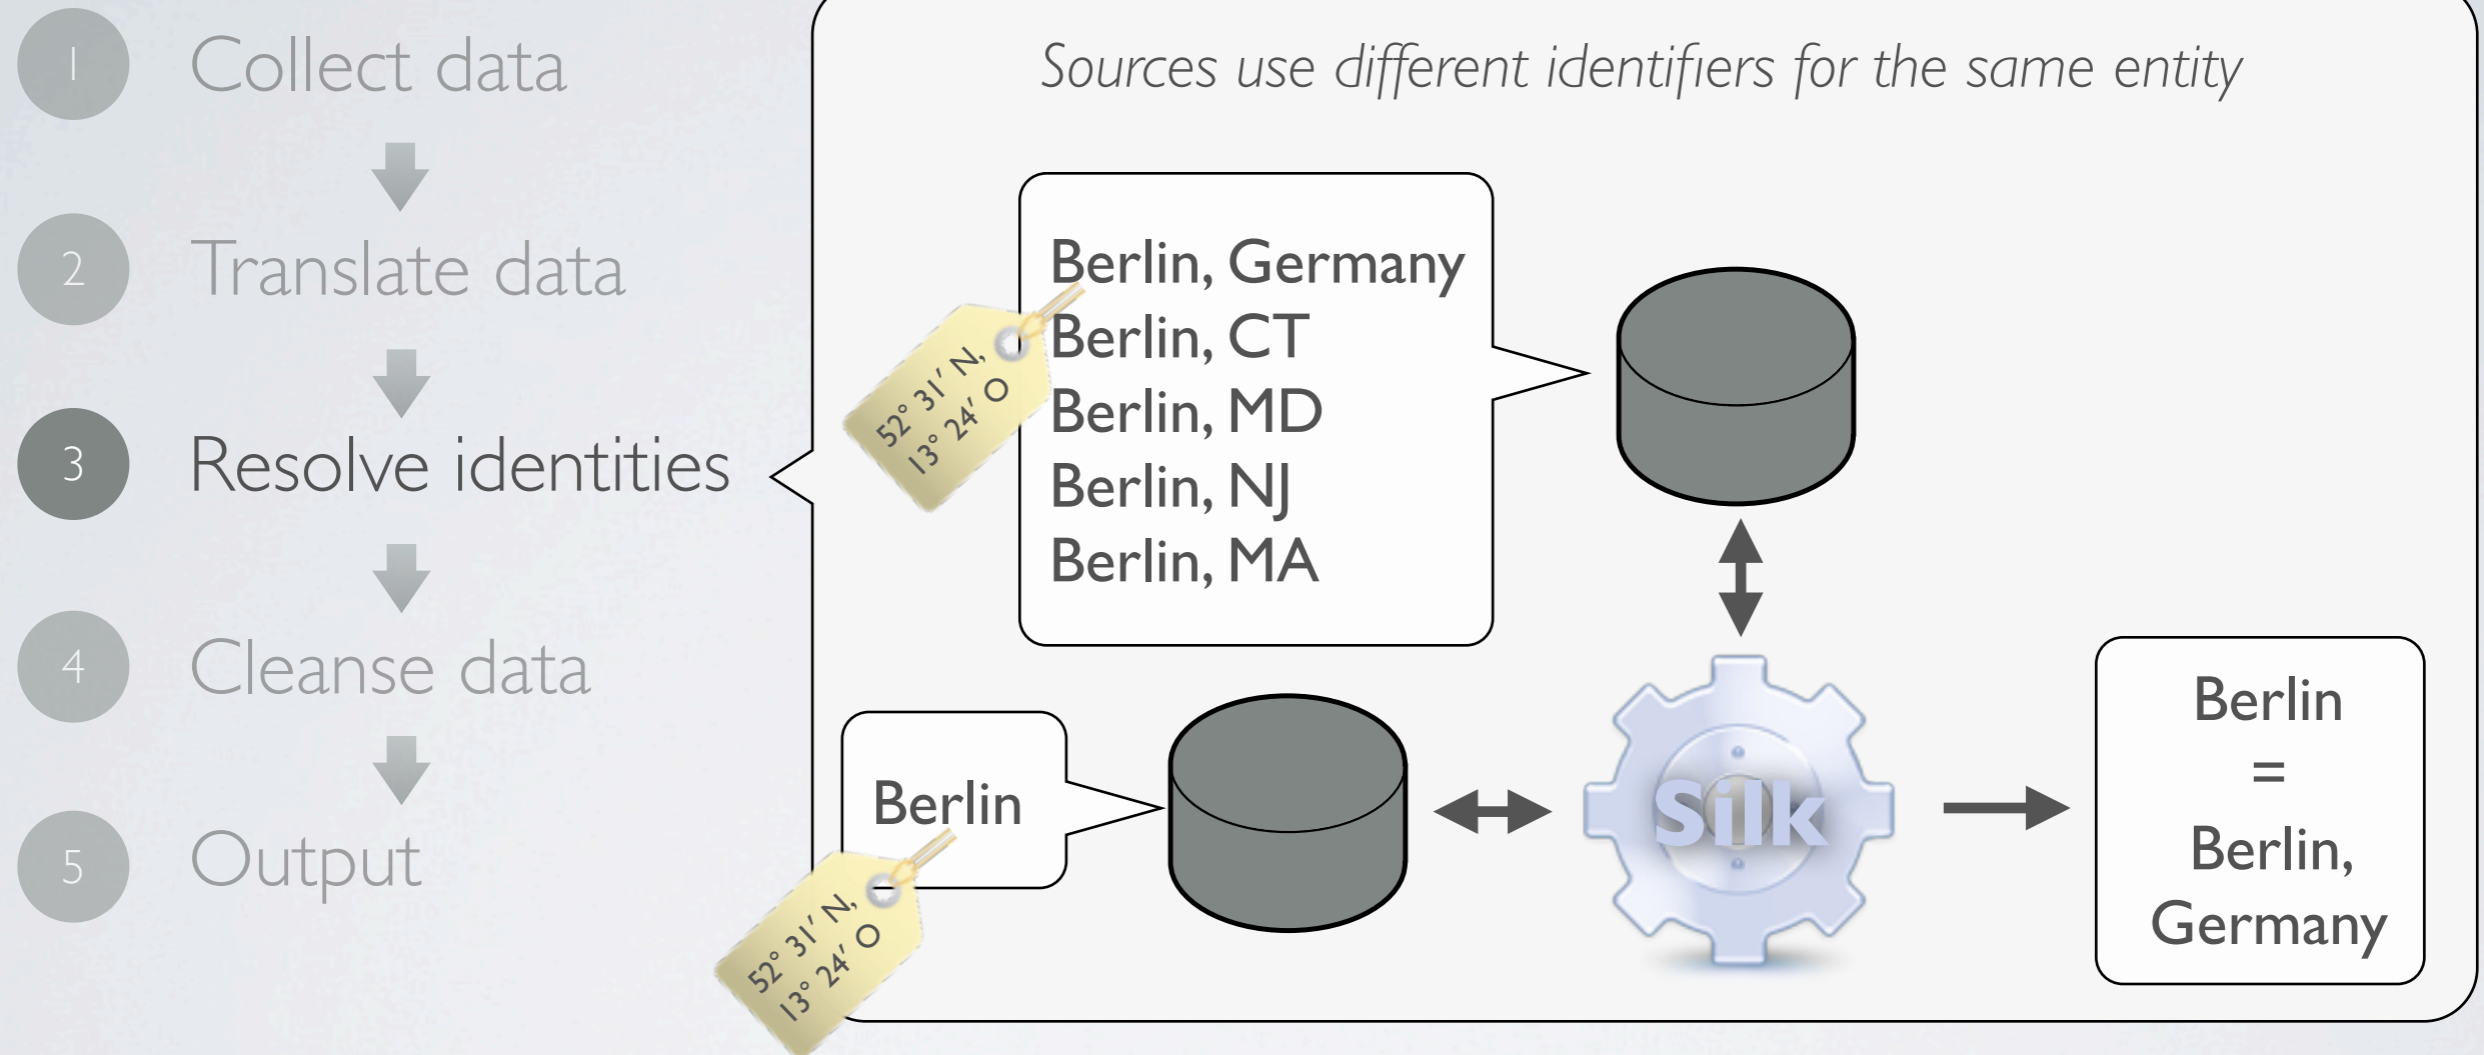 1
Collect data
2
Translate data
3
Resolve identities
4
Cleanse data
5
Output
Sources use different identifiers for the same entity
Berlin, Germany
Berlin, CT
Berlin, MD
Berlin, NJ
Berlin, MA
52° 31′ N,
13° 24′ O
Berlin
52° 31′ N,
13° 24′ O
Silk
Berlin
=
Berlin,
Germany